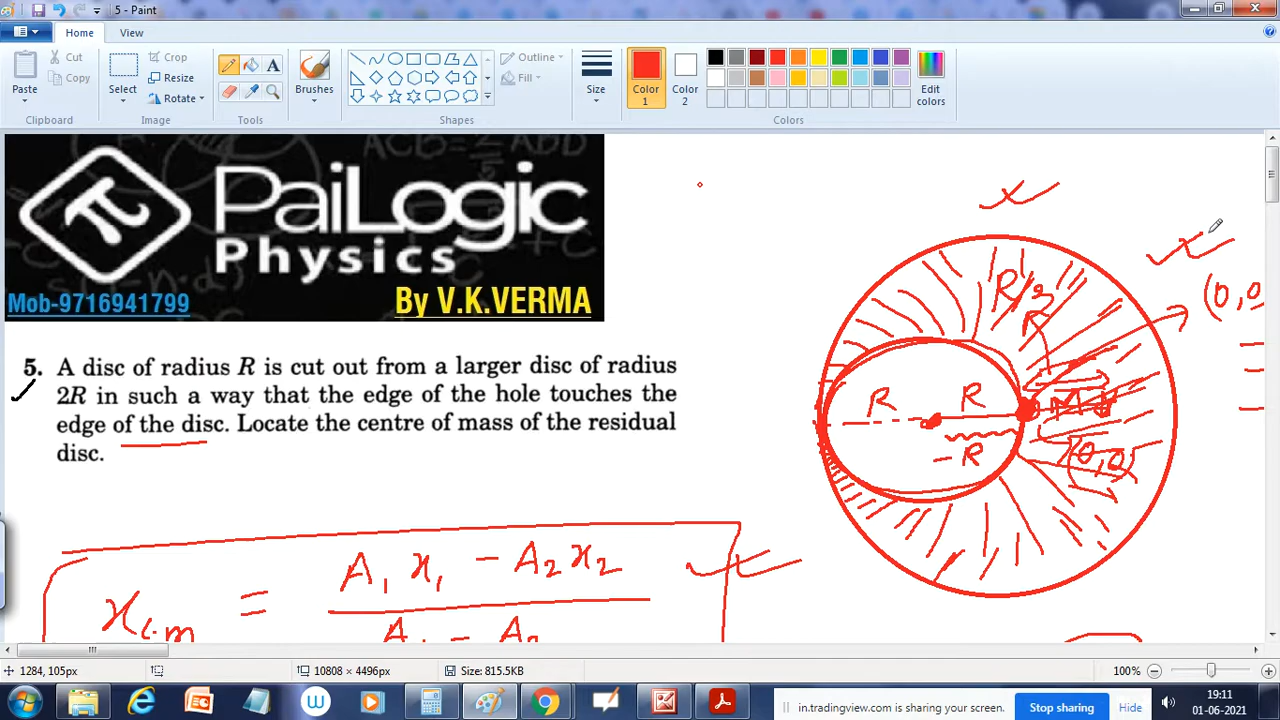 5 - Paint
Home View
Paste
Cut
Copy
Clipboard
Select
Crop
Resize
Rotate
Image
Tools
Brushes
Shapes
Outline
Fill
Size
Color 1
Color 2
Edit colors
Colors
π PaiLogic
Physics
Mob-9716941799 By V.K.VERMA
5. A disc of radius R is cut out from a larger disc of radius
2R in such a way that the edge of the hole touches the
edge of the disc. Locate the centre of mass of the residual
disc.
R/3
(0,0
R R
-R
(0,0)
x_{c.m} = A₁x₁ - A₂x₂
A₁ - A₂
1284, 105px 10808 × 4496px Size: 815.5KB 100%
in.tradingview.com is sharing your screen. Stop sharing Hide
19:11
01-06-2021